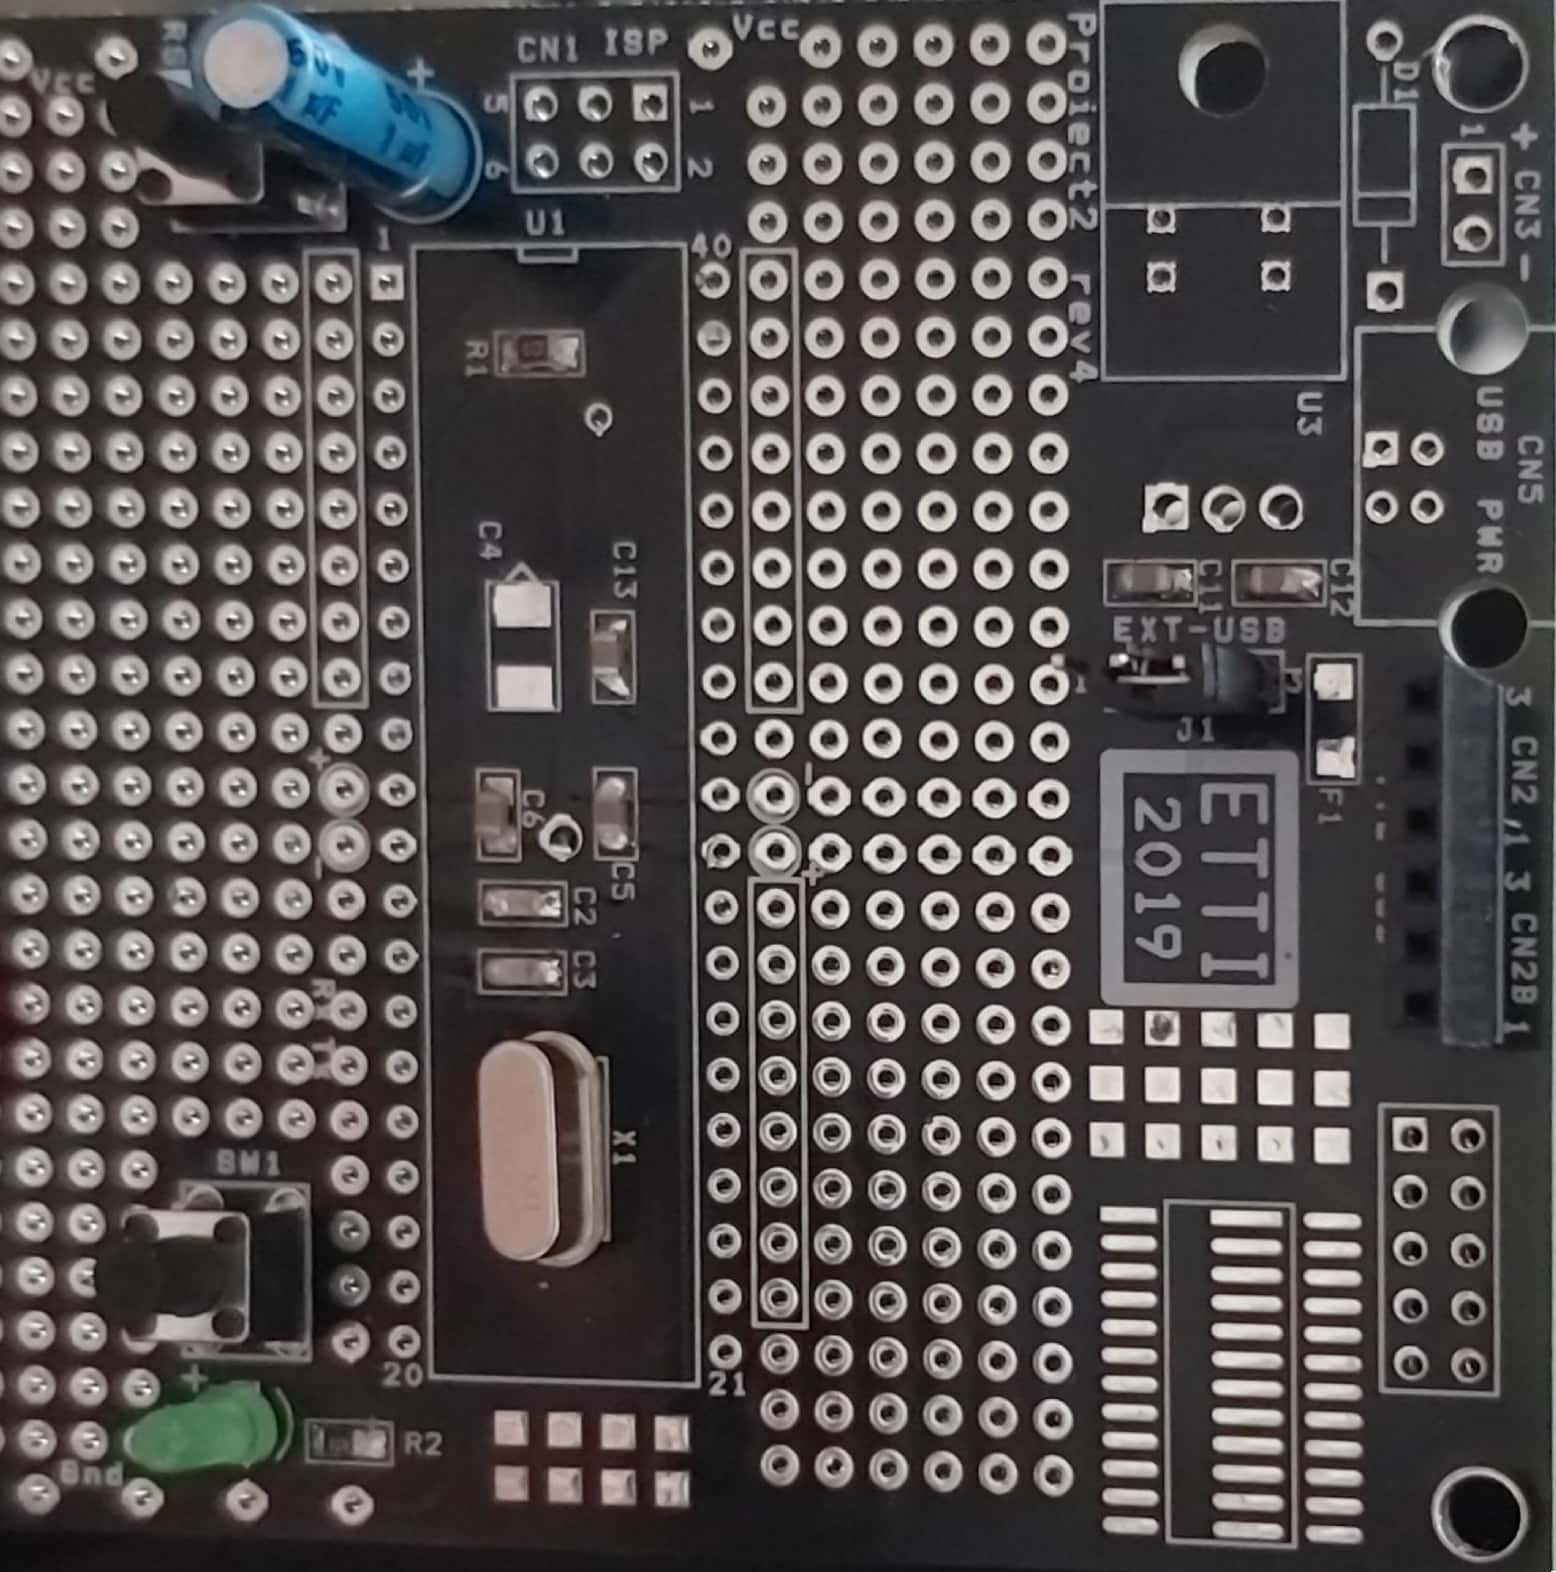 Vcc
CN1 ISP
Vcc
+
5
1
6
2
U1
1
40
Project2 rev4
D1
1
+ CN3 -
R1
U3
USB PWR
CN5
C4
C13
C11
C12
EXT-USB
J1
F1
3 CN2,1 3 CN2B 1
+
-
-
+
C6
C5
C2
C3
ETTI
2019
RX
TX
X1
SW1
20
21
+
R2
Gnd